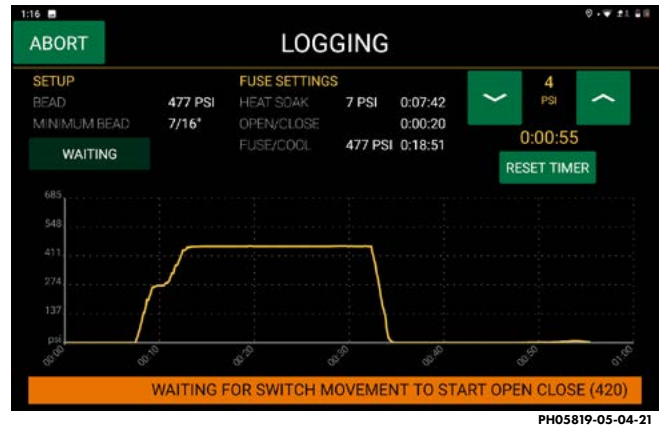 1:16
ABORT
LOGGING
SETUP
BEAD 477 PSI
MINIMUM BEAD 7/16"
WAITING
FUSE SETTINGS
HEAT SOAK 7 PSI 0:07:42
OPEN/CLOSE 0:00:20
FUSE/COOL 477 PSI 0:18:51
4
PSI
0:00:55
RESET TIMER
685
548
411
274
137
psi
00:00 00:10 00:20 00:30 00:40 00:50 01:00
WAITING FOR SWITCH MOVEMENT TO START OPEN CLOSE (420)
PH05819-05-04-21